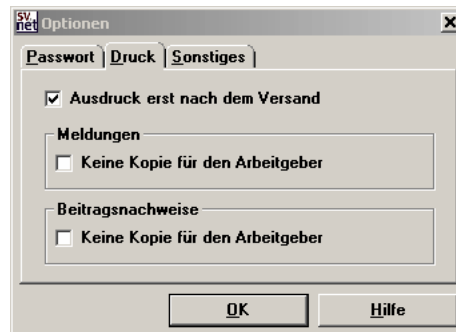 sv.net Optionen
Passwort Druck Sonstiges
Ausdruck erst nach dem Versand
Meldungen
Keine Kopie für den Arbeitgeber
Beitragsnachweise
Keine Kopie für den Arbeitgeber
OK Hilfe